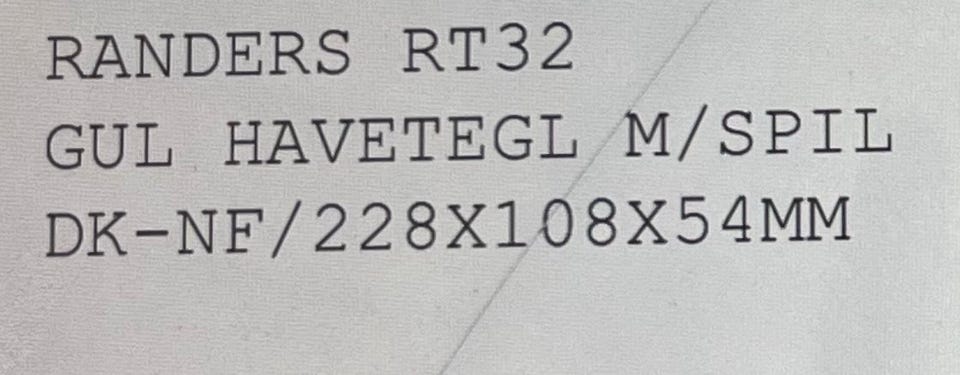 RANDERS RT32
GUL HAVETEGL M/SPIL
DK-NF/228X108X54MM